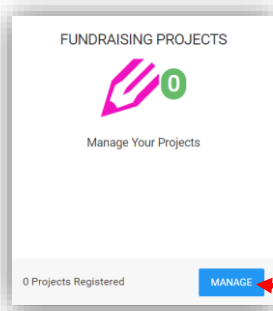 FUNDRAISING PROJECTS
0
Manage Your Projects
0 Projects Registered
MANAGE